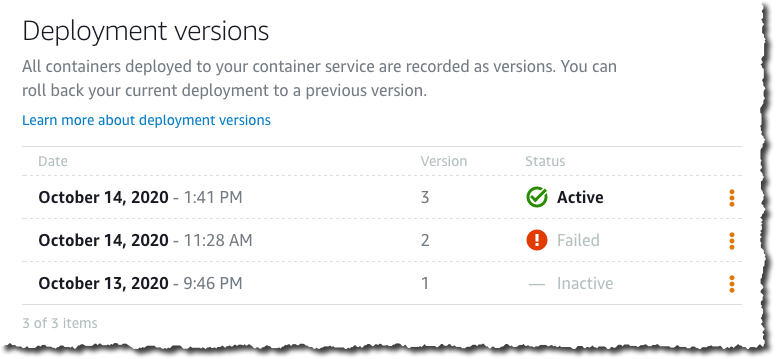 Deployment versions
All containers deployed to your container service are recorded as versions. You can
roll back your current deployment to a previous version.
Learn more about deployment versions
Date Version Status
October 14, 2020 - 1:41 PM 3 Active
October 14, 2020 - 11:28 AM 2 Failed
October 13, 2020 - 9:46 PM 1 — Inactive
3 of 3 items